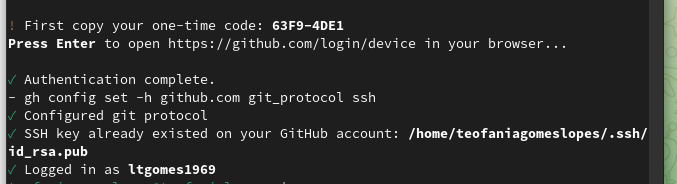 ! First copy your one-time code: 63F9-4DE1
Press Enter to open https://github.com/login/device in your browser...
✓ Authentication complete.
- gh config set -h github.com git_protocol ssh
✓ Configured git protocol
✓ SSH key already existed on your GitHub account: /home/teofaniagomeslopes/.ssh/
id_rsa.pub
✓ Logged in as ltgomes1969